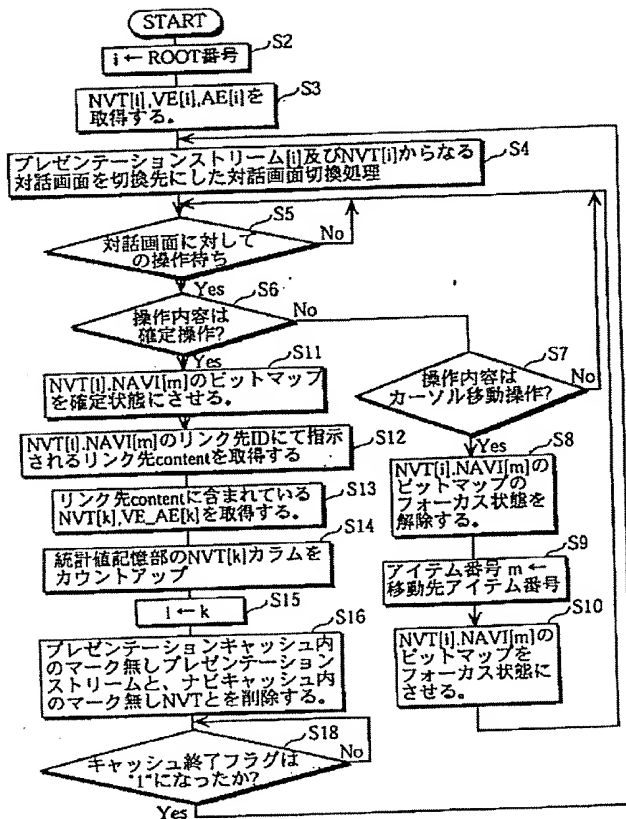 START
S2
i ← ROOT番号
S3
NVT[i],VE[i],AE[i]を
取得する。
S4
プレゼンテーションストリーム[i]及びNVT[i]からなる
対話画面を切換先にした対話画面切換処理
S5
対話画面に対して
の操作待ち
No
Yes
S6
操作内容は
確定操作?
No
Yes
S7
操作内容は
カーソル移動操作?
No
Yes
S11
NVT[i].NAVI[m]のビットマップ
を確定状態にさせる。
S12
NVT[i].NAVI[m]のリンク先IDにて指示
されるリンク先contentを取得する
S13
リンク先contentに含まれている
NVT[k],VE_AE[k]を取得する。
S14
統計値記憶部のNVT[k]カラムを
カウントアップ
S15
i ← k
S16
プレゼンテーションキャッシュ内
のマーク無しプレゼンテーション
ストリームと、ナビキャッシュ内
のマーク無しNVTとを削除する。
S18
キャッシュ終了フラグは
"1"になったか?
No
Yes
S8
NVT[i].NAVI[m]の
ビットマップの
フォーカス状態を
解除する。
S9
アイテム番号 m ←
移動先アイテム番号
S10
NVT[i].NAVI[m]の
ビットマップを
フォーカス状態に
させる。